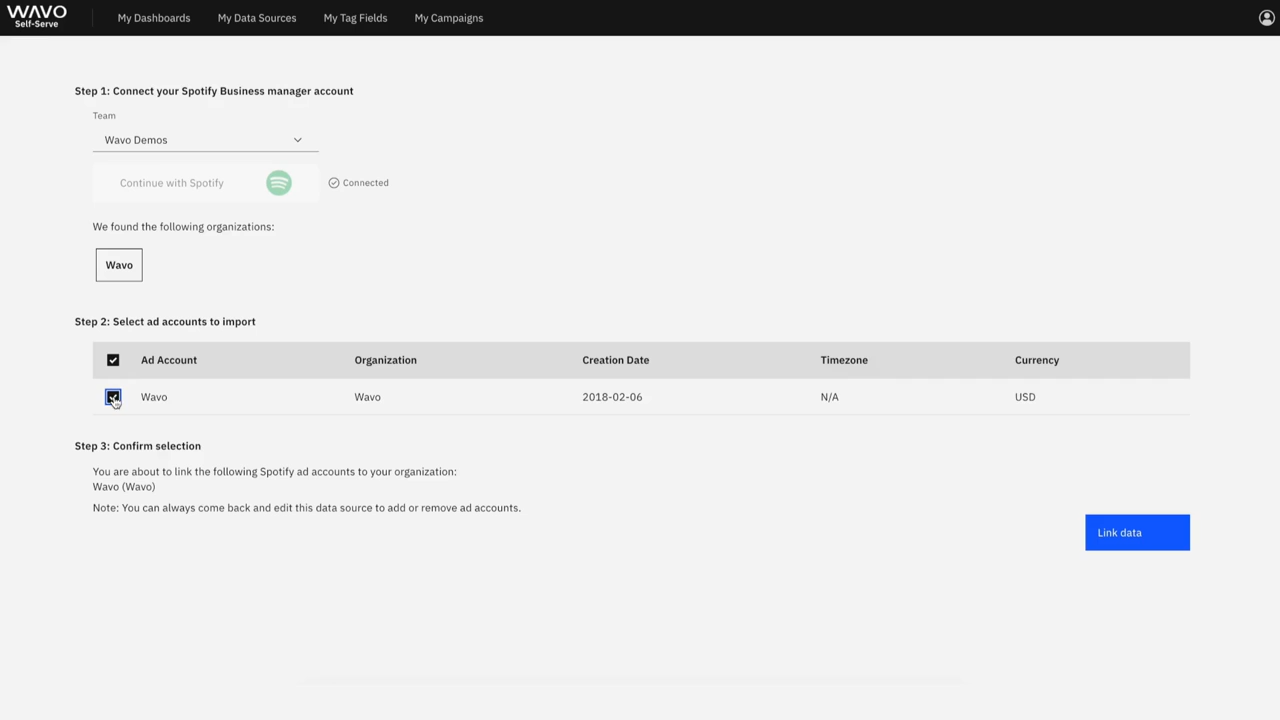 WAVO
Self-Serve
My Dashboards
My Data Sources
My Tag Fields
My Campaigns
Step 1: Connect your Spotify Business manager account
Team
Wavo Demos
Continue with Spotify
Connected
We found the following organizations:
Wavo
Step 2: Select ad accounts to import
Ad Account Organization Creation Date Timezone Currency
Wavo Wavo 2018-02-06 N/A USD
Step 3: Confirm selection
You are about to link the following Spotify ad accounts to your organization:
Wavo (Wavo)
Note: You can always come back and edit this data source to add or remove ad accounts.
Link data